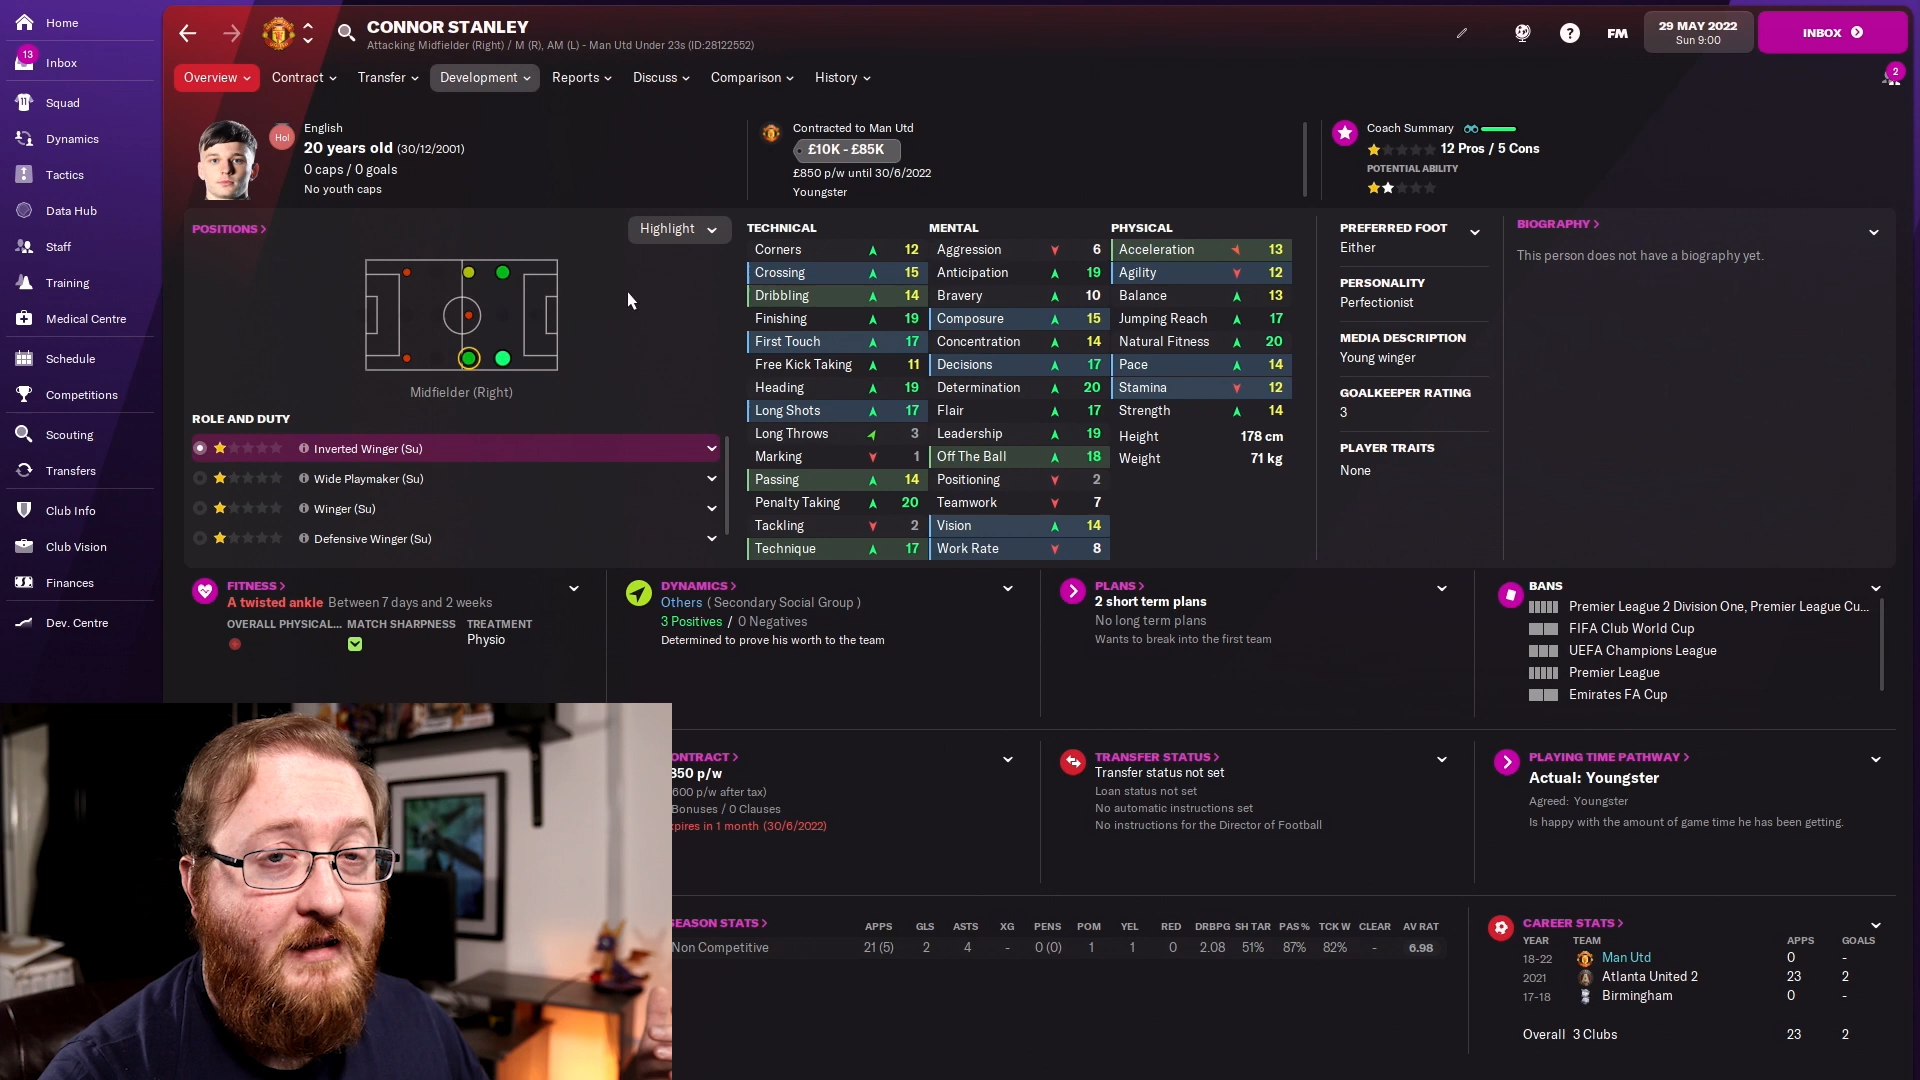 Home
CONNOR STANLEY
Attacking Midfielder (Right) / M (R), AM (L) - Man Utd Under 23s (ID:28122552)
FM
29 MAY 2022
Sun 9:00
INBOX
13
Inbox
Overview
Contract
Transfer
Development
Reports
Discuss
Comparison
History
2
Squad
Dynamics
Tactics
Data Hub
Staff
Training
Medical Centre
Schedule
Competitions
Scouting
Transfers
Club Info
Club Vision
Finances
Dev. Centre
Hol
English
20 years old (30/12/2001)
0 caps / 0 goals
No youth caps
Contracted to Man Utd
£10K - £85K
£850 p/w until 30/6/2022
Youngster
Coach Summary
12 Pros / 5 Cons
POTENTIAL ABILITY
POSITIONS >
Highlight
Midfielder (Right)
ROLE AND DUTY
Inverted Winger (Su)
Wide Playmaker (Su)
Winger (Su)
Defensive Winger (Su)
TECHNICAL
Corners 12
Crossing 15
Dribbling 14
Finishing 19
First Touch 17
Free Kick Taking 11
Heading 19
Long Shots 17
Long Throws 3
Marking 1
Passing 14
Penalty Taking 20
Tackling 2
Technique 17
MENTAL
Aggression 6
Anticipation 19
Bravery 10
Composure 15
Concentration 14
Decisions 17
Determination 20
Flair 17
Leadership 19
Off The Ball 18
Positioning 2
Teamwork 7
Vision 14
Work Rate 8
PHYSICAL
Acceleration 13
Agility 12
Balance 13
Jumping Reach 17
Natural Fitness 20
Pace 14
Stamina 12
Strength 14
Height 178 cm
Weight 71 kg
PREFERRED FOOT
Either
PERSONALITY
Perfectionist
MEDIA DESCRIPTION
Young winger
GOALKEEPER RATING
3
PLAYER TRAITS
None
BIOGRAPHY >
This person does not have a biography yet.
FITNESS >
A twisted ankle Between 7 days and 2 weeks
OVERALL PHYSICAL... MATCH SHARPNESS TREATMENT
Physio
DYNAMICS >
Others ( Secondary Social Group )
3 Positives / 0 Negatives
Determined to prove his worth to the team
PLANS >
2 short term plans
No long term plans
Wants to break into the first team
BANS
Premier League 2 Division One, Premier League Cu...
FIFA Club World Cup
UEFA Champions League
Premier League
Emirates FA Cup
ONTRACT >
850 p/w
600 p/w after tax)
Bonuses / 0 Clauses
xpires in 1 month (30/6/2022)
TRANSFER STATUS >
Transfer status not set
Loan status not set
No automatic instructions set
No instructions for the Director of Football
PLAYING TIME PATHWAY >
Actual: Youngster
Agreed: Youngster
Is happy with the amount of game time he has been getting.
SEASON STATS > APPS GLS ASTS XG PENS POM YEL RED DRBPG SH TAR PAS% TCK W CLEAR AV RAT
Non Competitive 21 (5) 2 4 - 0 (0) 1 1 0 2.08 51% 87% 82% - 6.98
CAREER STATS >
YEAR TEAM APPS GOALS
18-22 Man Utd 0 -
2021 Atlanta United 2 23 2
17-18 Birmingham 0 -
Overall 3 Clubs 23 2